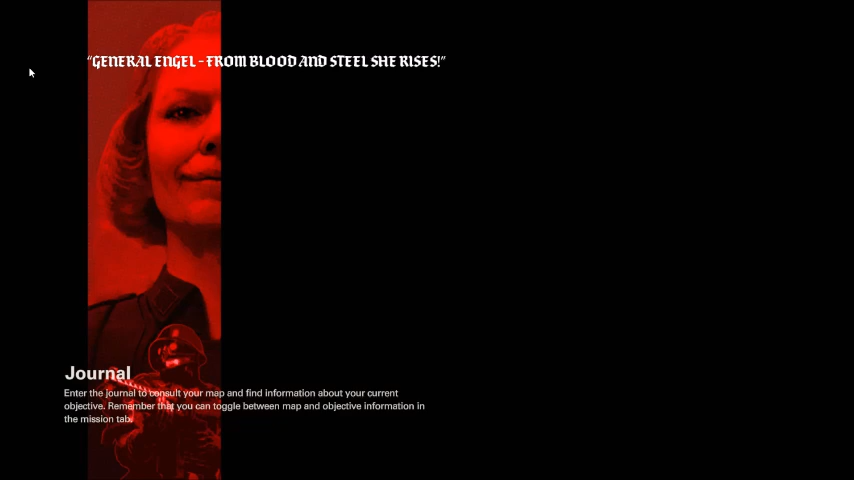 “GENERAL ENGEL - FROM BLOOD AND STEEL SHE RISES!”
Journal
Enter the journal to consult your map and find information about your current
objective. Remember that you can toggle between map and objective information in
the mission tab.